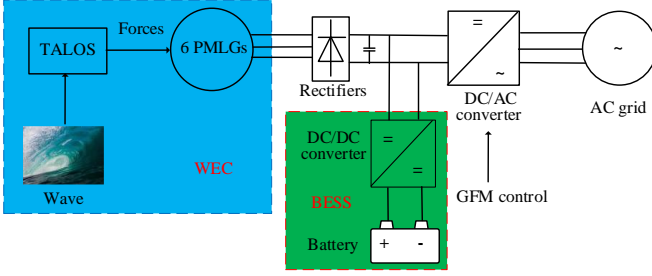 TALOS
Forces
6 PMLGs
Wave
WEC
Rectifiers
DC/DC
converter
=
=
BESS
Battery
+ -
=
~
DC/AC
converter
GFM control
~
AC grid